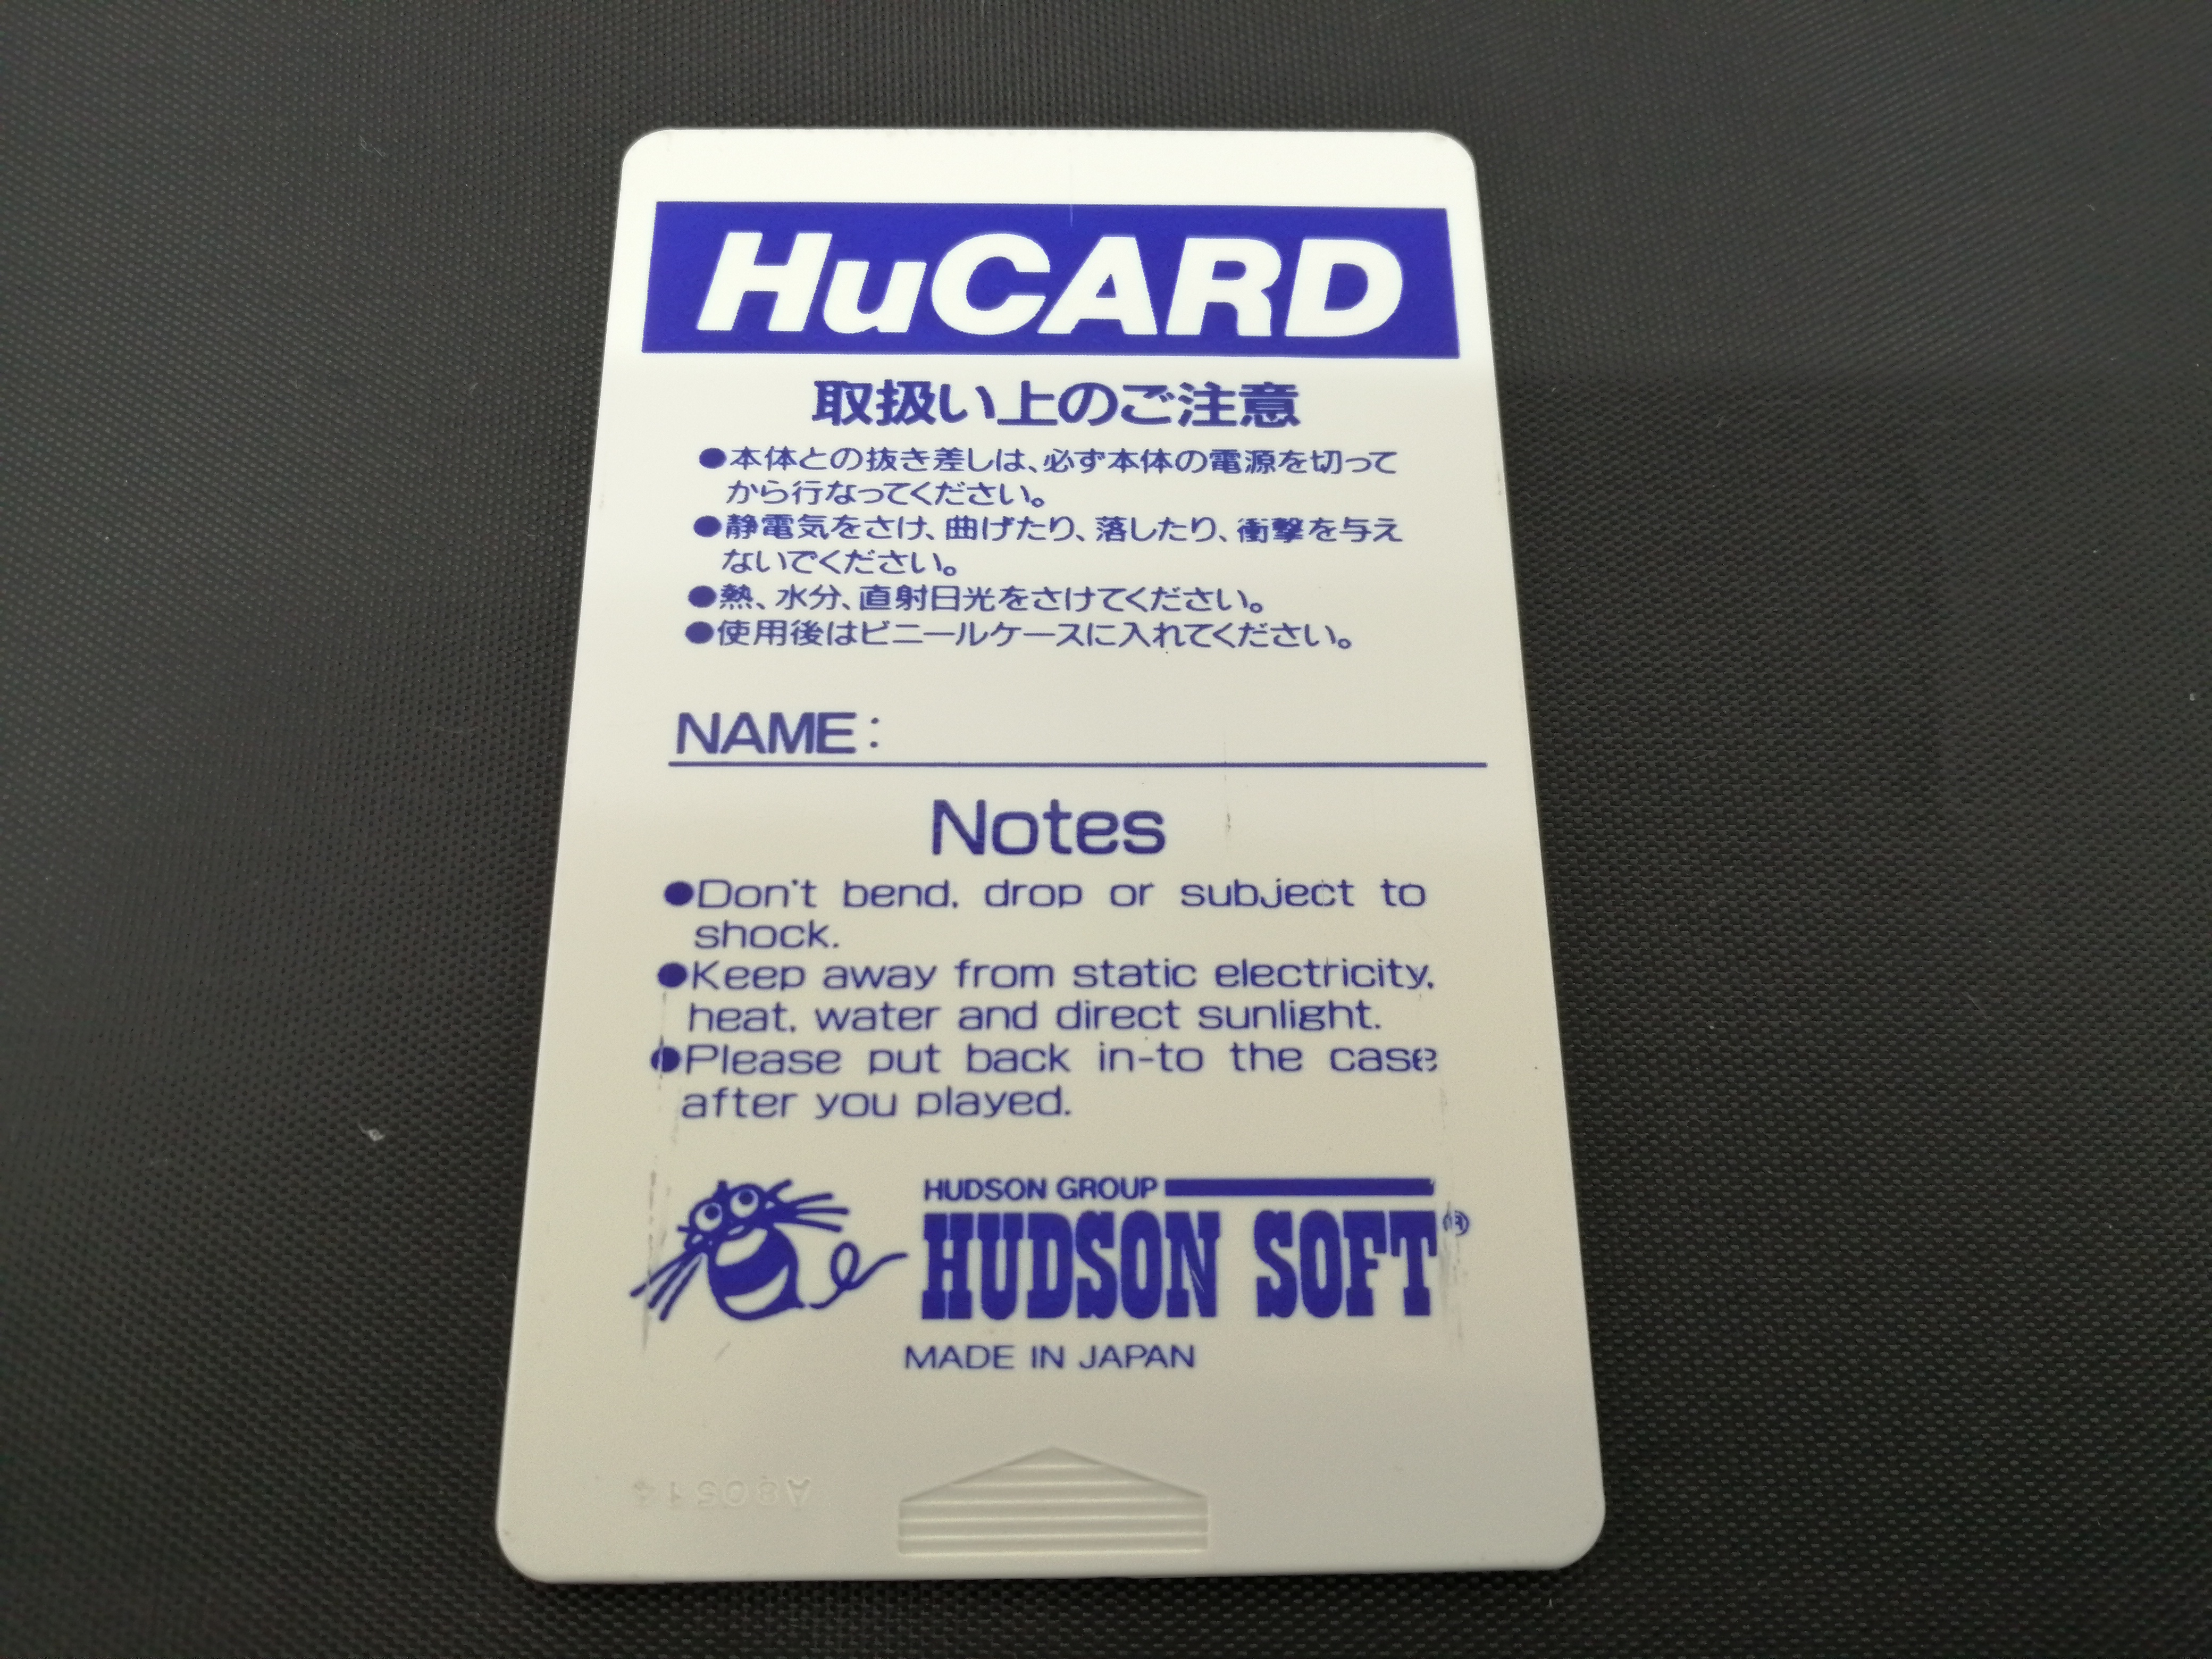 HuCARD
取扱い上のご注意
●本体との抜き差しは、必ず本体の電源を切って
から行なってください。
●静電気をさけ、曲げたり、落したり、衝撃を与え
ないでください。
●熱、水分、直射日光をさけてください。
●使用後はビニールケースに入れてください。
NAME:
Notes
●Don't bend, drop or subject to
shock.
●Keep away from static electricity,
heat, water and direct sunlight.
●Please put back in-to the case
after you played.
HUDSON GROUP
HUDSON SOFT®
MADE IN JAPAN
A80514